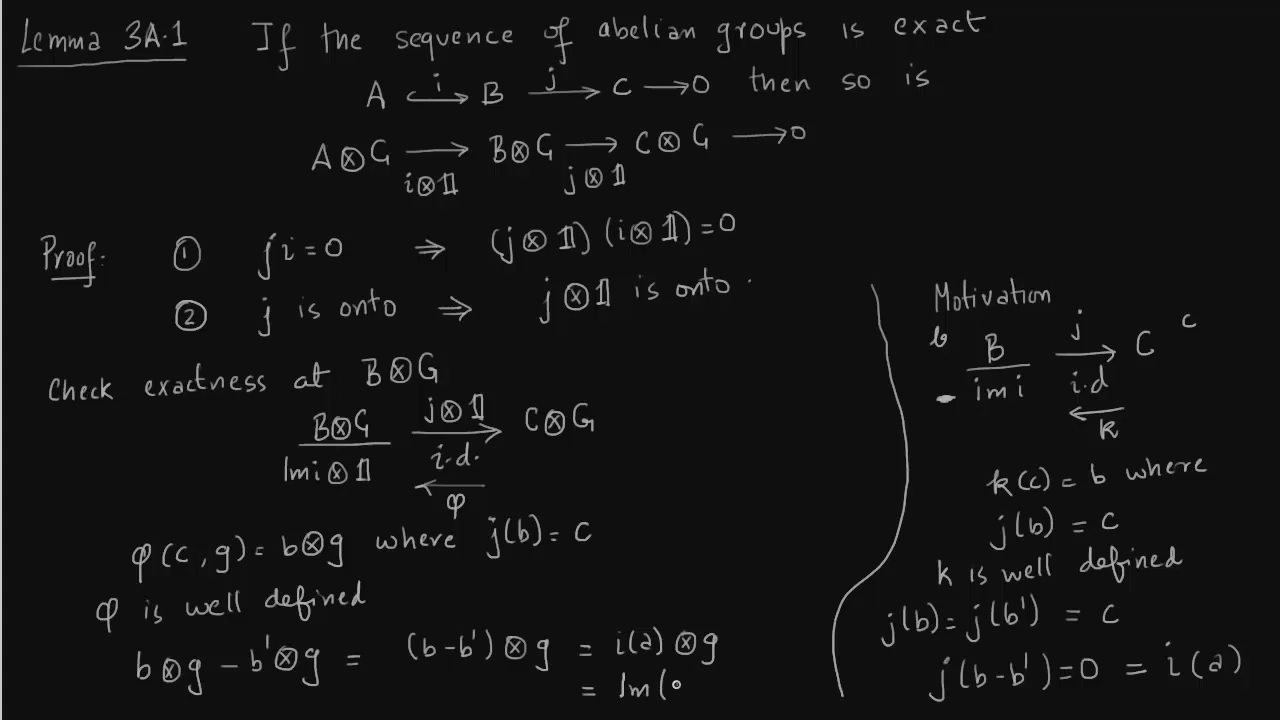 Lemma 3A.1 If the sequence of abelian groups is exact
A ↪ i B → j C → 0 then so is
A⊗G → B⊗G → C⊗G → 0
i⊗𝟙 j⊗𝟙
Proof: ① j i = 0 ⇒ (j⊗𝟙)(i⊗𝟙)=0
② j is onto ⇒ j⊗𝟙 is onto.
Check exactness at B⊗G
B⊗G j⊗𝟙 C⊗G
Im i⊗𝟙 i.d.
φ
φ(c,g)= b⊗g where j(b)= c
φ is well defined
b⊗g - b'⊗g = (b-b')⊗g = i(a)⊗g
= Im(
Motivation
b B j C c
im i i.d
k
k(c)= b where
j(b) = c
k is well defined
j(b)= j(b') = c
j(b-b')=0 = i(a)